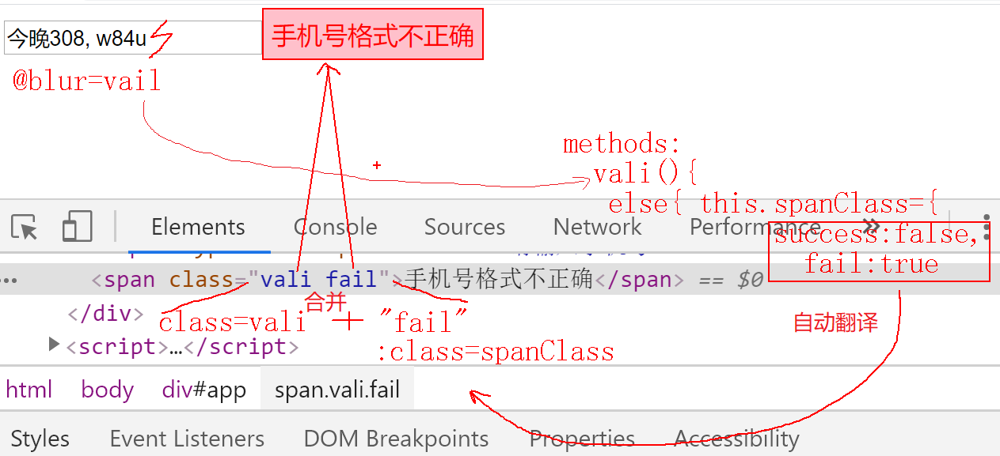 今晚308, w84u
手机号格式不正确
@blur=vail
methods:
vali(){
else{ this.spanClass={
success:false,
fail:true
Elements Console Sources Network Performance »
<span class="vali fail">手机号格式不正确</span> == $0
合并
</div>
class=vali + "fail"
自动翻译
<script>…</script>
:class=spanClass
html body div#app span.vali.fail
Styles Event Listeners DOM Breakpoints Properties Accessibility